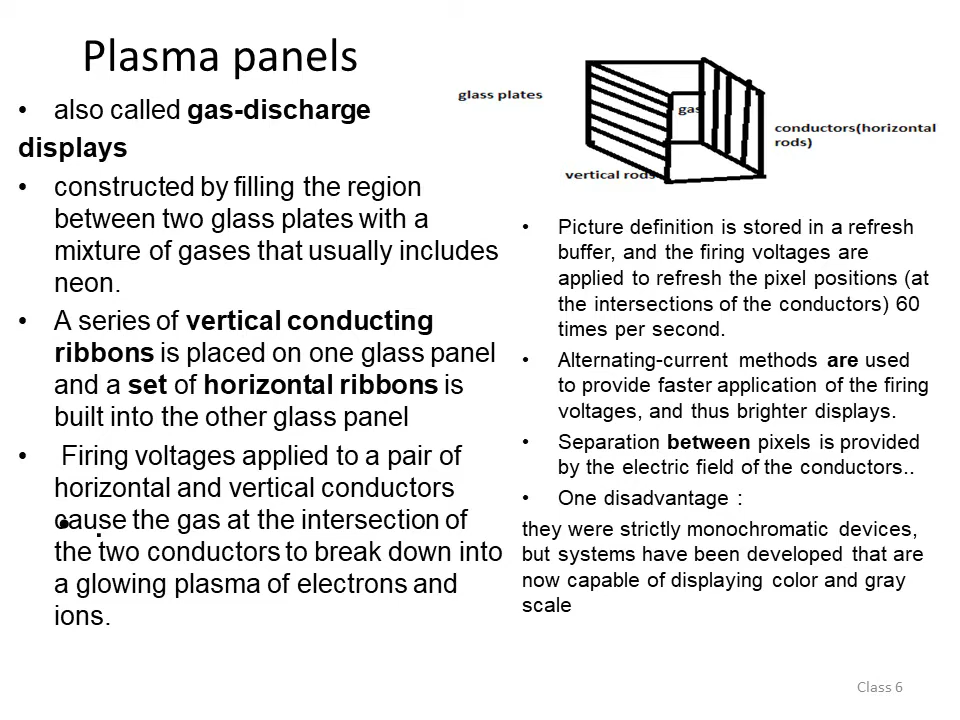 Plasma panels
• also called gas-discharge
displays
• constructed by filling the region
between two glass plates with a
mixture of gases that usually includes
neon.
• A series of vertical conducting
ribbons is placed on one glass panel
and a set of horizontal ribbons is
built into the other glass panel
• Firing voltages applied to a pair of
horizontal and vertical conductors
cause the gas at the intersection of
the two conductors to break down into
a glowing plasma of electrons and
ions.
• .
glass plates
gas
conductors(horizontal
rods)
vertical rods
• Picture definition is stored in a refresh
buffer, and the firing voltages are
applied to refresh the pixel positions (at
the intersections of the conductors) 60
times per second.
• Alternating-current methods are used
to provide faster application of the firing
voltages, and thus brighter displays.
• Separation between pixels is provided
by the electric field of the conductors..
• One disadvantage :
they were strictly monochromatic devices,
but systems have been developed that are
now capable of displaying color and gray
scale
Class 6